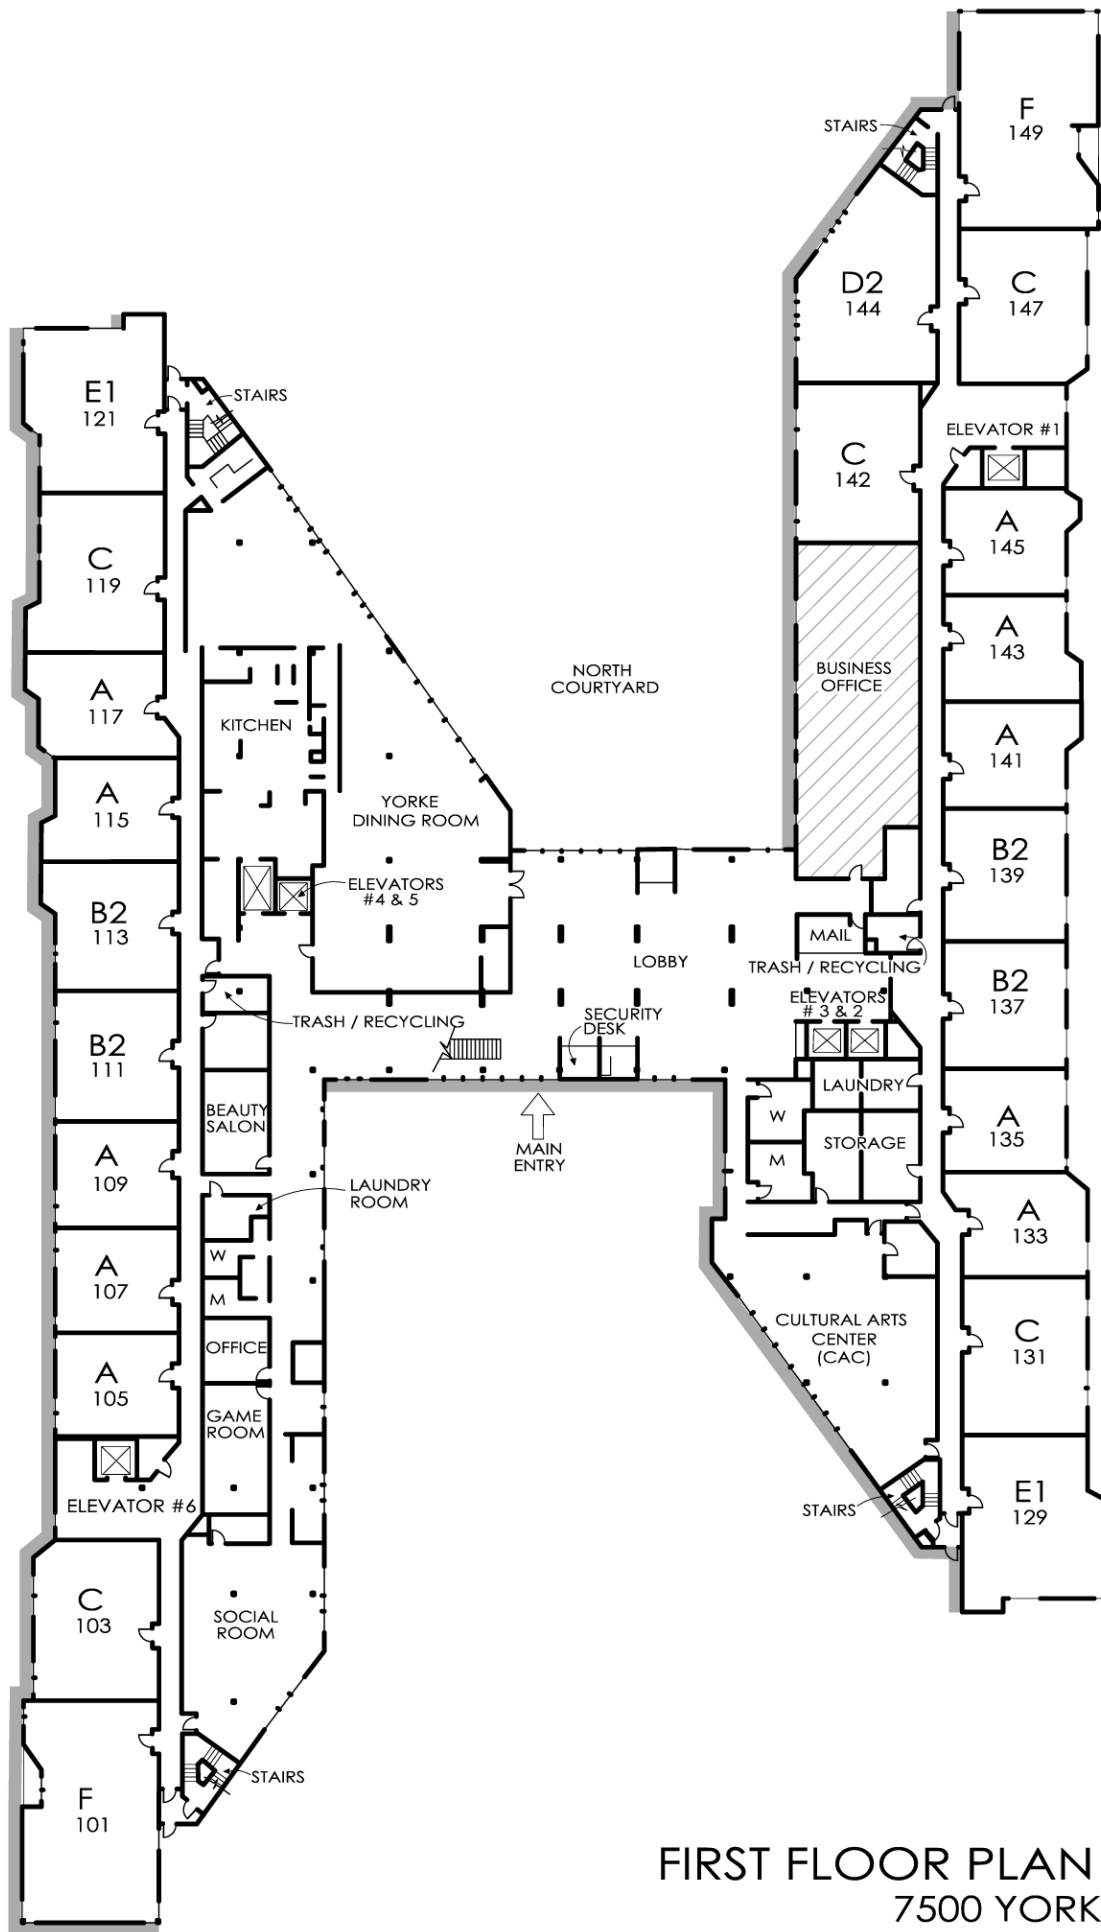 F
149
STAIRS
D2
144
C
147
E1
121
STAIRS
ELEVATOR #1
C
142
A
145
C
119
A
143
NORTH
COURTYARD
BUSINESS
OFFICE
A
117
KITCHEN
A
141
A
115
YORKE
DINING ROOM
B2
139
ELEVATORS
#4 & 5
B2
113
MAIL
LOBBY
TRASH / RECYCLING
B2
137
ELEVATORS
# 3 & 2
SECURITY
DESK
TRASH / RECYCLING
B2
111
LAUNDRY
BEAUTY
SALON
W
A
135
STORAGE
MAIN
ENTRY
M
A
109
LAUNDRY
ROOM
A
133
W
A
107
M
CULTURAL ARTS
CENTER
(CAC)
C
131
OFFICE
A
105
GAME
ROOM
ELEVATOR #6
STAIRS
E1
129
C
103
SOCIAL
ROOM
STAIRS
F
101
FIRST FLOOR PLAN
7500 YORK